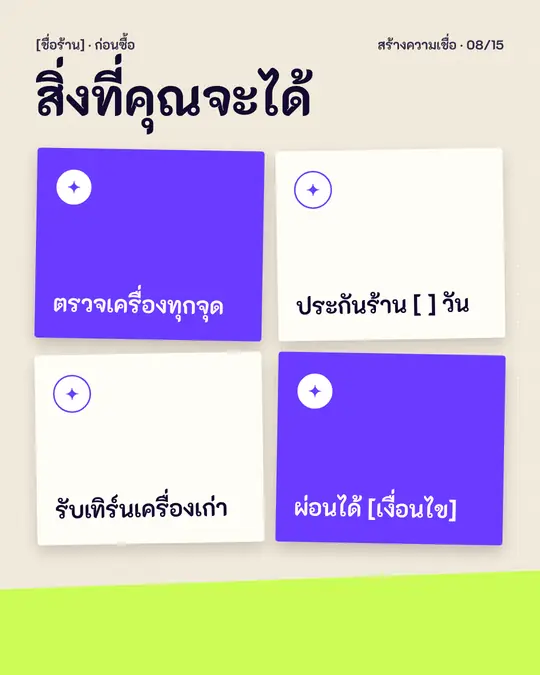 [ชื่อร้าน] · ก่อนซื้อ
สร้างความเชื่อ · 08/15
สิ่งที่คุณจะได้
ตรวจเครื่องทุกจุด
ประกันร้าน [ ] วัน
รับเทิร์นเครื่องเก่า
ผ่อนได้ [เงื่อนไข]